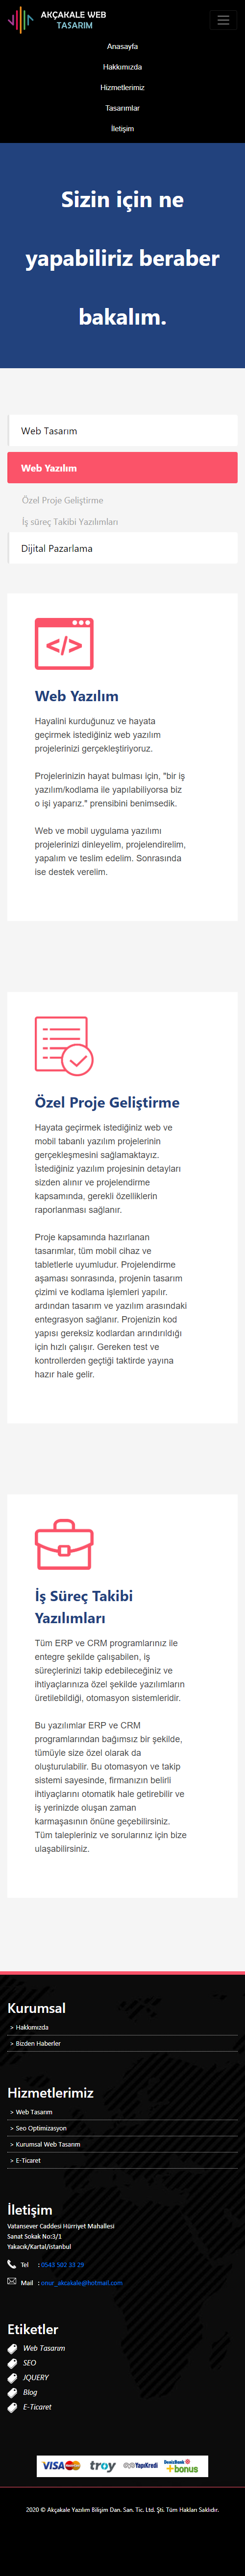 AKÇAKALE WEB
TASARIM
Anasayfa
Hakkımızda
Hizmetlerimiz
Tasarımlar
İletişim
Sizin için ne
yapabiliriz beraber
bakalım.
Web Tasarım
Web Yazılım
Özel Proje Geliştirme
İş süreç Takibi Yazılımları
Dijital Pazarlama
Web Yazılım
Hayalini kurduğunuz ve hayata
geçirmek istediğiniz web yazılım
projelerinizi gerçekleştiriyoruz.
Projelerinizin hayat bulması için, "bir iş
yazılım/kodlama ile yapılabiliyorsa biz
o işi yaparız." prensibini benimsedik.
Web ve mobil uygulama yazılımı
projelerinizi dinleyelim, projelendirelim,
yapalım ve teslim edelim. Sonrasında
ise destek verelim.
Özel Proje Geliştirme
Hayata geçirmek istediğiniz web ve
mobil tabanlı yazılım projelerinin
gerçekleşmesini sağlamaktayız.
İstediğiniz yazılım projesinin detayları
sizden alınır ve projelendirme
kapsamında, gerekli özelliklerin
raporlanması sağlanır.
Proje kapsamında hazırlanan
tasarımlar, tüm mobil cihaz ve
tabletlerle uyumludur. Projelendirme
aşaması sonrasında, projenin tasarım
çizimi ve kodlama işlemleri yapılır.
ardından tasarım ve yazılım arasındaki
entegrasyon sağlanır. Projenizin kod
yapısı gereksiz kodlardan arındırıldığı
için hızlı çalışır. Gereken test ve
kontrollerden geçtiği taktirde yayına
hazır hale gelir.
İş Süreç Takibi
Yazılımları
Tüm ERP ve CRM programlarınız ile
entegre şekilde çalışabilen, iş
süreçlerinizi takip edebileceğiniz ve
ihtiyaçlarınıza özel şekilde yazılımların
üretilebildiği, otomasyon sistemleridir.
Bu yazılımlar ERP ve CRM
programlarından bağımsız bir şekilde,
tümüyle size özel olarak da
oluşturulabilir. Bu otomasyon ve takip
sistemi sayesinde, firmanızın belirli
ihtiyaçlarını otomatik hale getirebilir ve
iş yerinizde oluşan zaman
karmaşasının önüne geçebilirsiniz.
Tüm talepleriniz ve sorularınız için bize
ulaşabilirsiniz.
Kurumsal
> Hakkımızda
> Bizden Haberler
Hizmetlerimiz
> Web Tasarım
> Seo Optimizasyon
> Kurumsal Web Tasarım
> E-Ticaret
İletişim
Vatansever Caddesi Hürriyet Mahallesi
Sanat Sokak No:3/1
Yakacık/Kartal/istanbul
Tel : 0543 502 33 29
Mail : onur_akcakale@hotmail.com
Etiketler
Web Tasarım
SEO
JQUERY
Blog
E-Ticaret
VISA troy YapıKredi DenizBank +bonus
2020 © Akçakale Yazılım Bilişim Dan. San. Tic. Ltd. Şti. Tüm Hakları Saklıdır.